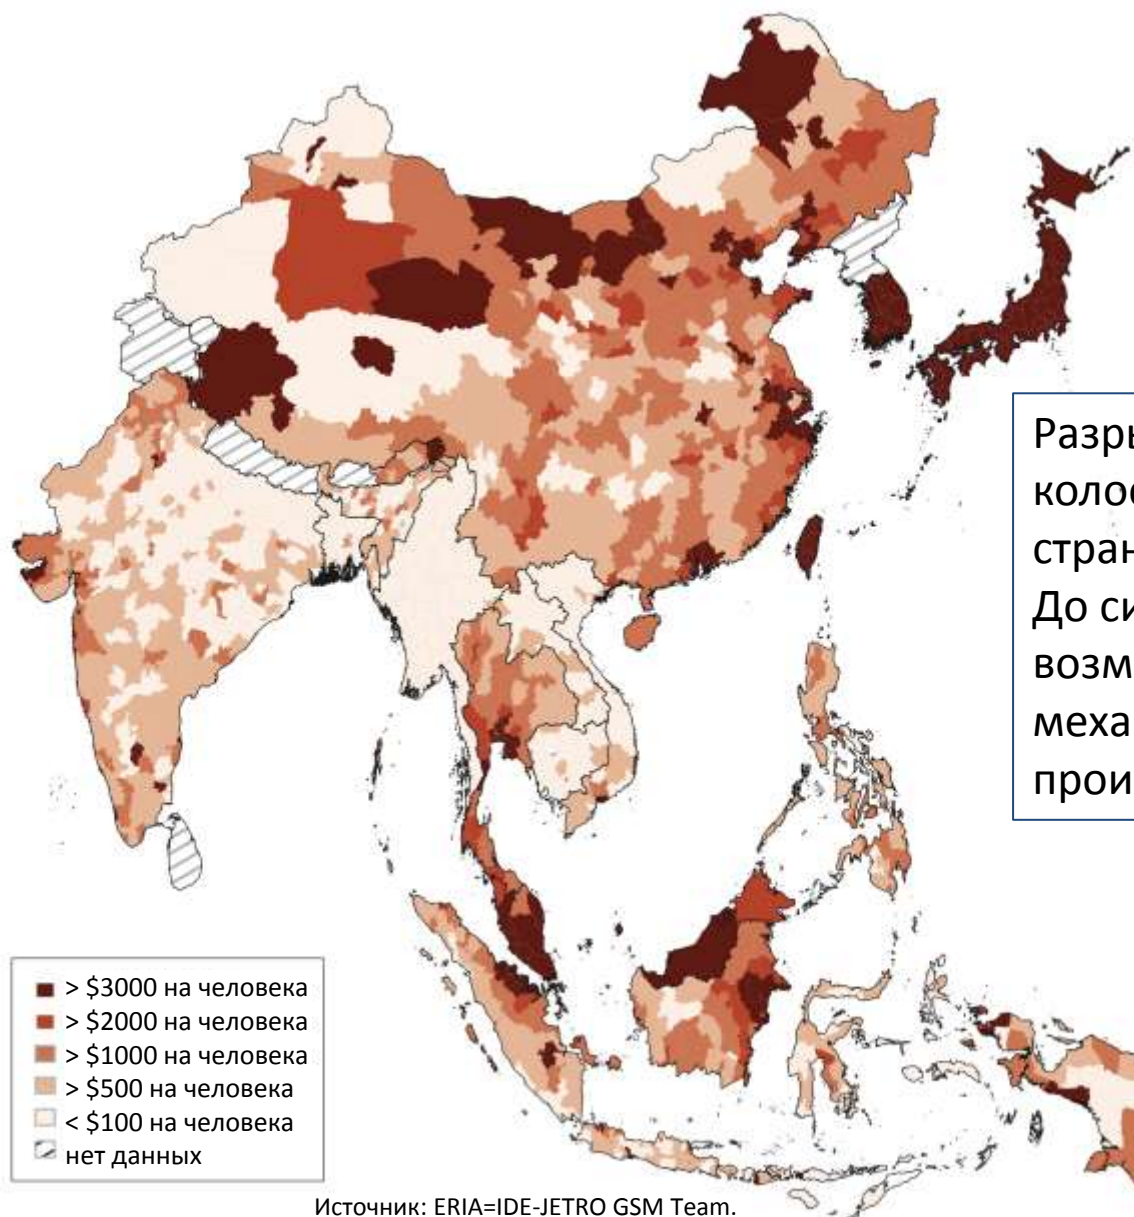 Разры
колос
стран
До си
возм
меха
прои
> $3000 на человека
> $2000 на человека
> $1000 на человека
> $500 на человека
< $100 на человека
нет данных
Источник: ERIA=IDE-JETRO GSM Team.